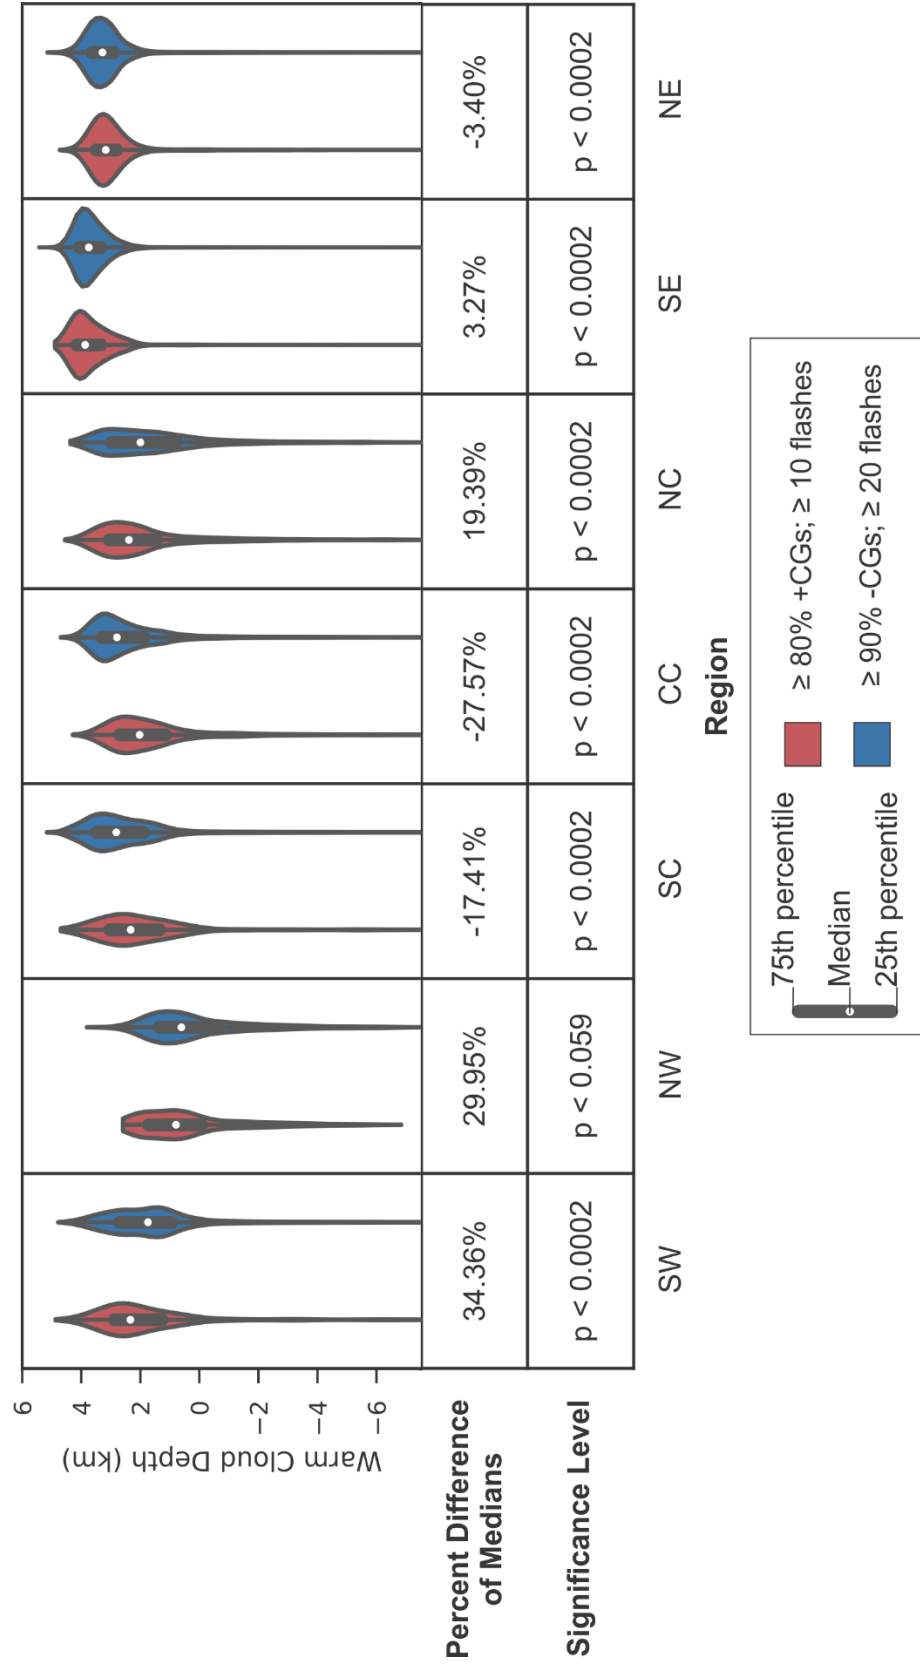 6
4
2
0
−2
−4
−6
Warm Cloud Depth (km)
Percent Difference
of Medians
34.36%
29.95%
-17.41%
-27.57%
19.39%
3.27%
-3.40%
Significance Level
p < 0.0002
p < 0.059
p < 0.0002
p < 0.0002
p < 0.0002
p < 0.0002
p < 0.0002
SW
NW
SC
CC
NC
SE
NE
Region
75th percentile
Median
25th percentile
≥ 80% +CGs; ≥ 10 flashes
≥ 90% -CGs; ≥ 20 flashes